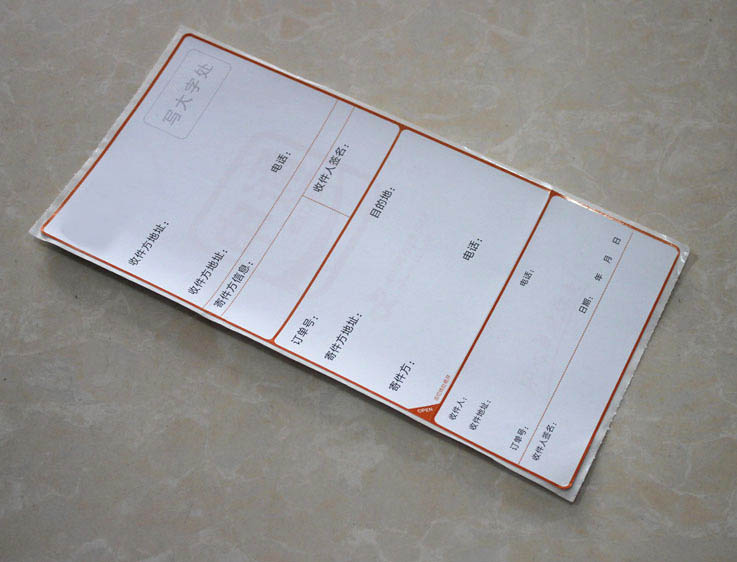 写大字处
收件方地址：
电话：
收件方地址：
寄件方信息：
收件人签名：
目的地：
订单号：
寄件方地址：
电话：
寄件方：
OPEN
收件人：
电话：
收件地址：
订单号：
收件人签名：
日期： 年 月 日